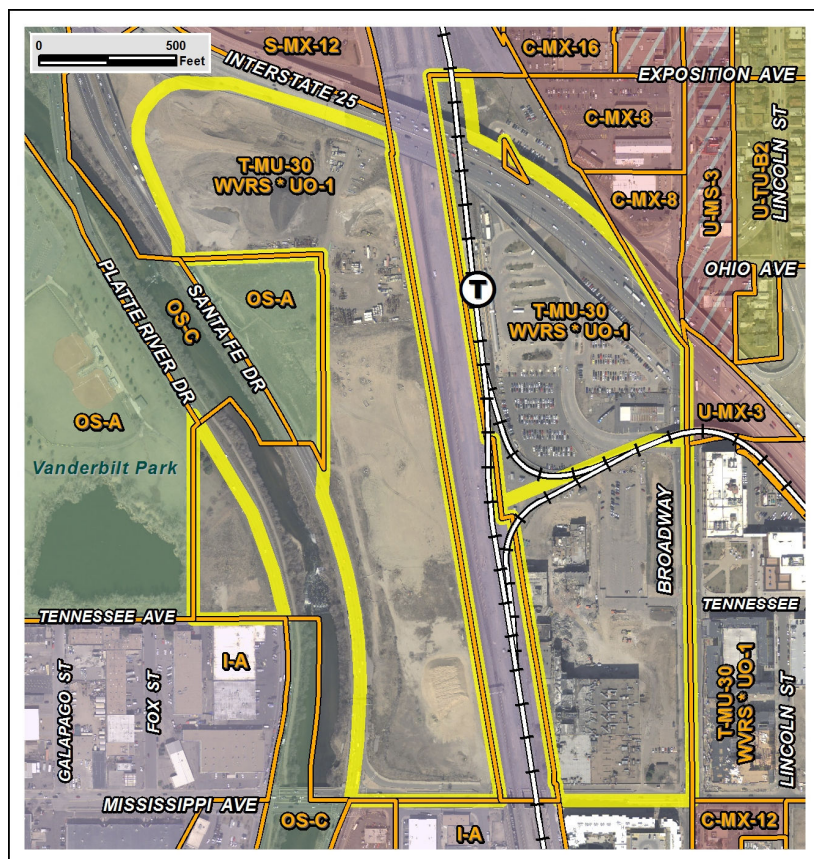 0 500
Feet
S-MX-12
C-MX-16
INTERSTATE 25
EXPOSITION AVE
C-MX-8
T-MU-30
WVRS * UO-1
U-MS-3
U-TU-B2
LINCOLN ST
C-MX-8
OHIO AVE
PLATTE RIVER DR
OS-C
SANTA FE DR
OS-A
T
T-MU-30
WVRS * UO-1
OS-A
U-MX-3
Vanderbilt Park
BROADWAY
TENNESSEE AVE
TENNESSEE
I-A
GALAPAGO ST
FOX ST
T-MU-30
WVRS * UO-1
LINCOLN ST
MISSISSIPPI AVE
OS-C
I-A
C-MX-12